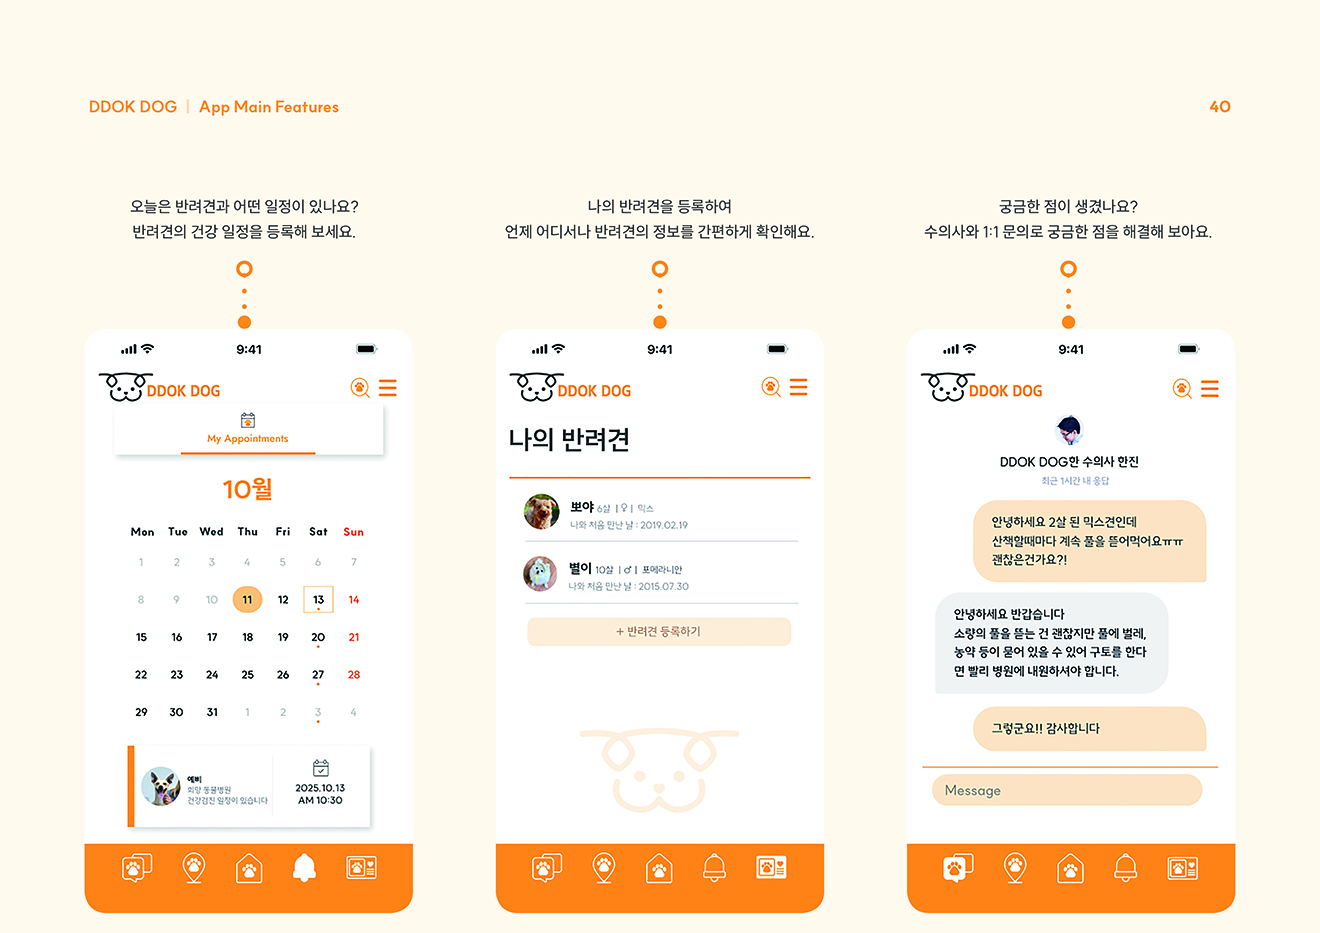 DDOK DOG | App Main Features
40
오늘은 반려견과 어떤 일정이 있나요?
반려견의 건강 일정을 등록해 보세요.
9:41
DDOK DOG
My Appointments
10월
Mon Tue Wed Thu Fri Sat Sun
1 2 3 4 5 6 7
8 9 10 11 12 13 14
15 16 17 18 19 20 21
22 23 24 25 26 27 28
29 30 31 1 2 3 4
예삐
희망 동물병원
건강검진 일정이 있습니다
2025.10.13
AM 10:30
나의 반려견을 등록하여
언제 어디서나 반려견의 정보를 간편하게 확인해요.
9:41
DDOK DOG
나의 반려견
뽀야 6살 | ♀ | 믹스
나와 처음 만난 날 : 2019.02.19
별이 10살 | ♂ | 포메라니안
나와 처음 만난 날 : 2015.07.30
+ 반려견 등록하기
궁금한 점이 생겼나요?
수의사와 1:1 문의로 궁금한 점을 해결해 보아요.
9:41
DDOK DOG
DDOK DOG한 수의사 한진
최근 1시간 내 응답
안녕하세요 2살 된 믹스견인데
산책할때마다 계속 풀을 뜯어먹어요ㅠㅠ
괜찮은건가요?!
안녕하세요 반갑습니다
소량의 풀을 뜯는 건 괜찮지만 풀에 벌레,
농약 등이 묻어 있을 수 있어 구토를 한다
면 빨리 병원에 내원하셔야 합니다.
그렇군요!! 감사합니다
Message